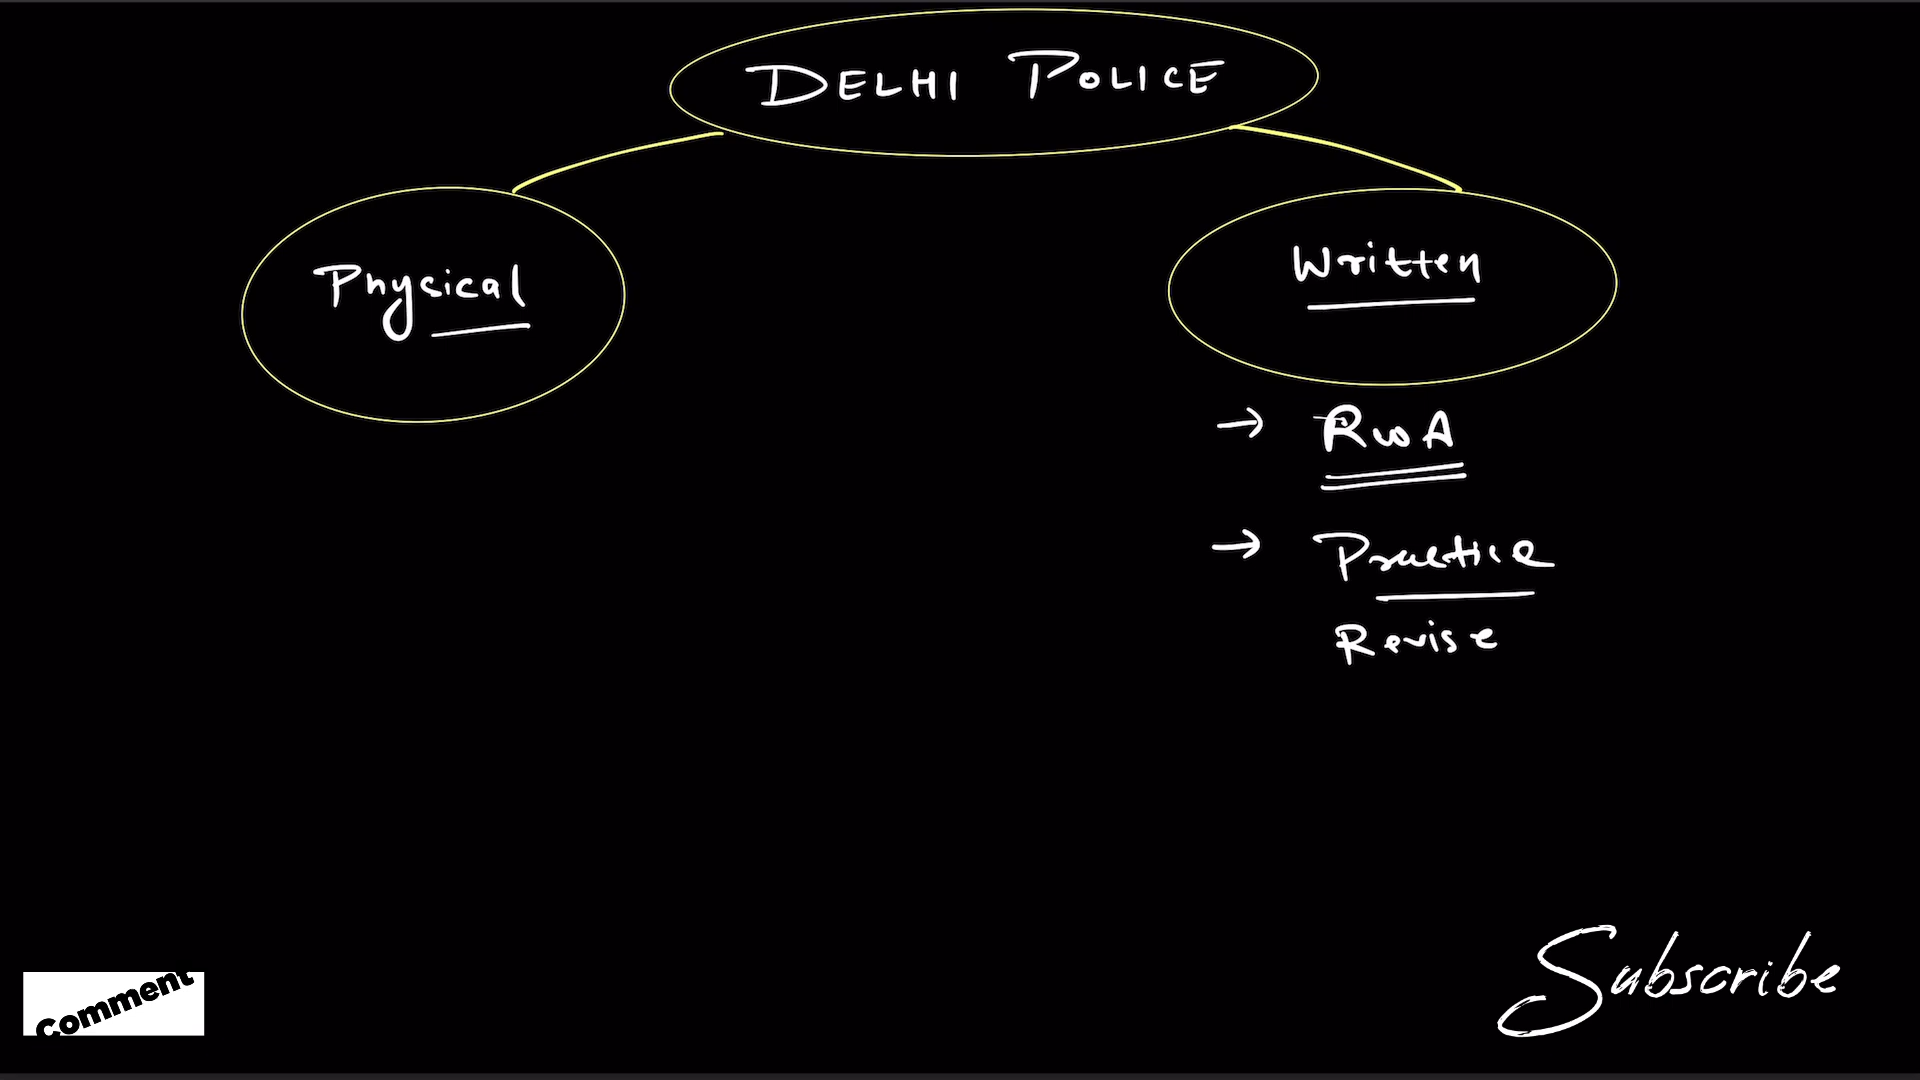 DELHI POLICE
Physical
Written
→ RWA
→ Practice
Revise
Comment
Subscribe